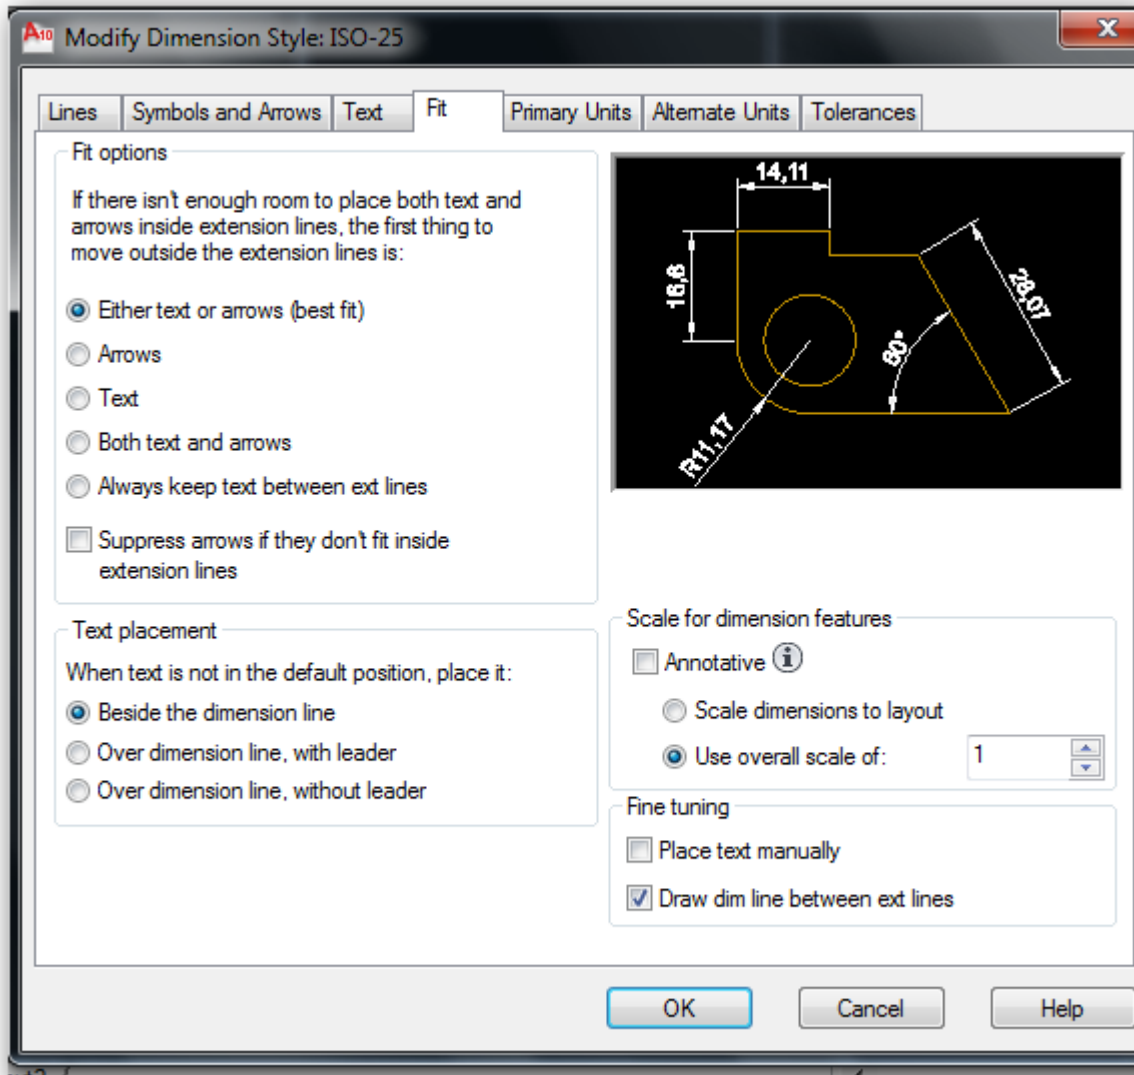 A10 Modify Dimension Style: ISO-25
X
Lines Symbols and Arrows Text Fit Primary Units Alternate Units Tolerances
Fit options
If there isn't enough room to place both text and
arrows inside extension lines, the first thing to
move outside the extension lines is:
Either text or arrows (best fit)
Arrows
Text
Both text and arrows
Always keep text between ext lines
Suppress arrows if they don't fit inside
extension lines
Text placement
When text is not in the default position, place it:
Beside the dimension line
Over dimension line, with leader
Over dimension line, without leader
14,11
16,6
28,07
60°
R11,17
Scale for dimension features
Annotative i
Scale dimensions to layout
Use overall scale of: 1
Fine tuning
Place text manually
Draw dim line between ext lines
OK Cancel Help